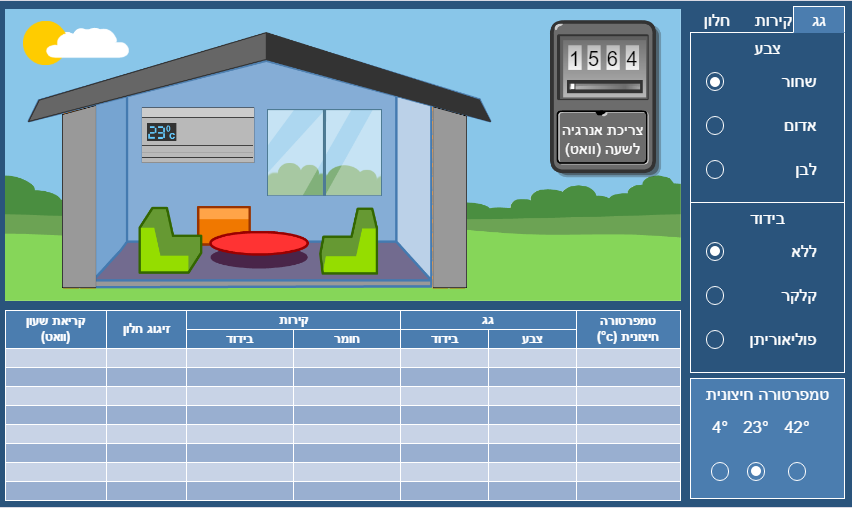 גג
קירות
חלון
צבע
שחור
אדום
לבן
בידוד
ללא
קלקר
פוליאוריתן
טמפרטורה חיצונית
4° 23° 42°
1564
צריכת אנרגיה
לשעה (וואט)
23°c
טמפרטורה
חיצונית (°c)
גג
צבע
בידוד
קירות
חומר
בידוד
זיגוג חלון
קריאת שעון
(וואט)